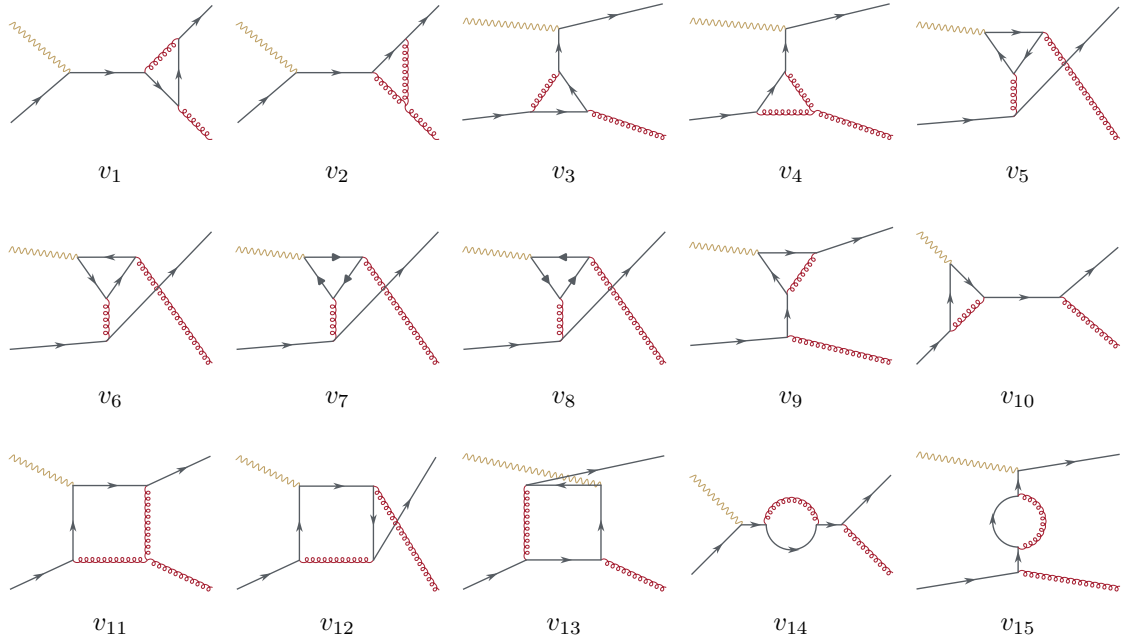 v₁ v₂ v₃ v₄ v₅
v₆ v₇ v₈ v₉ v₁₀
v₁₁ v₁₂ v₁₃ v₁₄ v₁₅